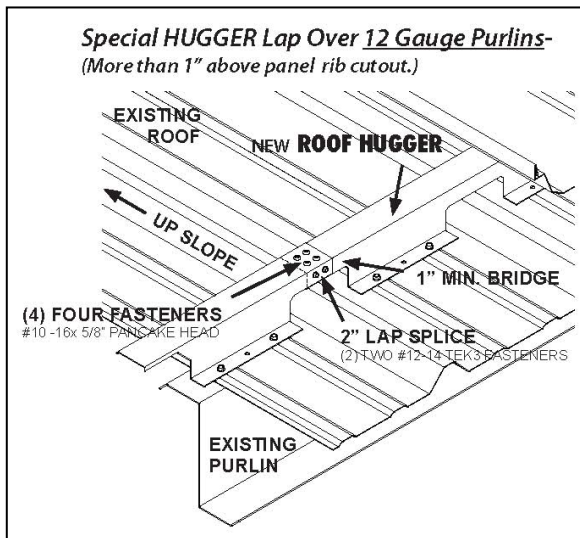 Special HUGGER Lap Over 12 Gauge Purlins-
(More than 1" above panel rib cutout.)
EXISTING
ROOF
NEW ROOF HUGGER
UP SLOPE
1" MIN. BRIDGE
(4) FOUR FASTENERS
#10 -16x 5/8" PANCAKE HEAD
2" LAP SPLICE
(2) TWO #12-14 TEK3 FASTENERS
EXISTING
PURLIN